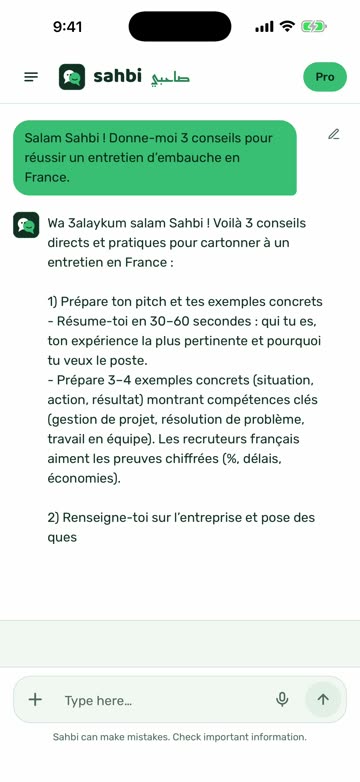 9:41
sahbi صاحبي
Pro
Salam Sahbi ! Donne-moi 3 conseils pour
réussir un entretien d'embauche en
France.
Wa 3alaykum salam Sahbi ! Voilà 3 conseils
directs et pratiques pour cartonner à un
entretien en France :
1) Prépare ton pitch et tes exemples concrets
- Résume-toi en 30–60 secondes : qui tu es,
ton expérience la plus pertinente et pourquoi
tu veux le poste.
- Prépare 3–4 exemples concrets (situation,
action, résultat) montrant compétences clés
(gestion de projet, résolution de problème,
travail en équipe). Les recruteurs français
aiment les preuves chiffrées (%, délais,
économies).
2) Renseigne-toi sur l'entreprise et pose des
ques
Type here...
Sahbi can make mistakes. Check important information.